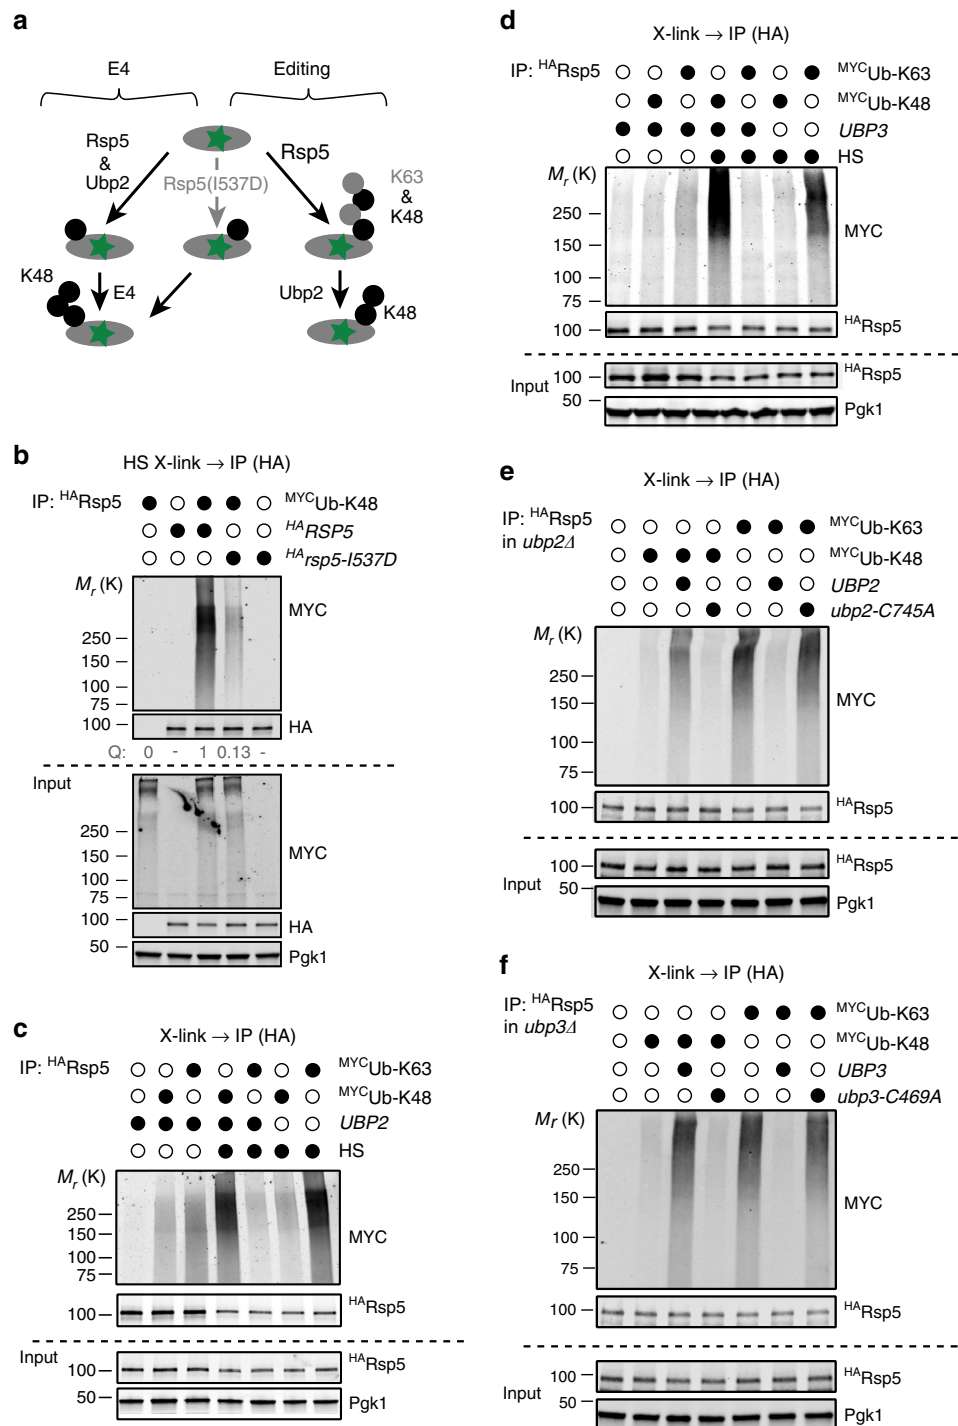 a
E4
Editing
Rsp5
&
Ubp2
Rsp5(I537D)
Rsp5
K63
&
K48
K48
E4
Ubp2
K48
b
HS X-link → IP (HA)
IP: HARsp5
MYCUb-K48
HARSP5
HArsp5-I537D
Mr (K)
MYC
250
150
100
75
100
HA
Q: 0 - 1 0.13 -
Input
250
150
100
75
MYC
100
HA
50
Pgk1
c
X-link → IP (HA)
IP: HARsp5
MYCUb-K63
MYCUb-K48
UBP2
HS
Mr (K)
250
150
100
75
MYC
100
HARsp5
Input
100
HARsp5
50
Pgk1
d
X-link → IP (HA)
IP: HARsp5
MYCUb-K63
MYCUb-K48
UBP3
HS
Mr (K)
250
150
100
75
MYC
100
HARsp5
Input
100
HARsp5
50
Pgk1
e
X-link → IP (HA)
IP: HARsp5
in ubp2Δ
MYCUb-K63
MYCUb-K48
UBP2
ubp2-C745A
Mr (K)
250
150
100
75
MYC
100
HARsp5
Input
100
HARsp5
50
Pgk1
f
X-link → IP (HA)
IP: HARsp5
in ubp3Δ
MYCUb-K63
MYCUb-K48
UBP3
ubp3-C469A
Mr (K)
250
150
100
75
MYC
100
HARsp5
Input
100
HARsp5
50
Pgk1